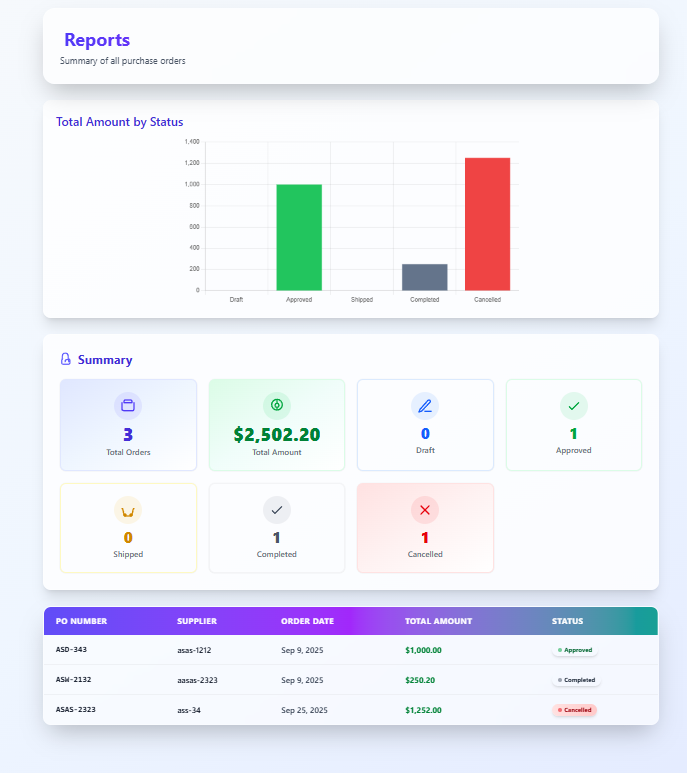 Reports
Summary of all purchase orders
Total Amount by Status
1,400
1,200
1,000
800
600
400
200
0
Draft Approved Shipped Completed Cancelled
Summary
3
Total Orders
$2,502.20
Total Amount
0
Draft
1
Approved
0
Shipped
1
Completed
1
Cancelled
PO NUMBER SUPPLIER ORDER DATE TOTAL AMOUNT STATUS
ASD-343 asas-1212 Sep 9, 2025 $1,000.00 Approved
ASW-2132 aasas-2323 Sep 9, 2025 $250.20 Completed
ASAS-2323 ass-34 Sep 25, 2025 $1,252.00 Cancelled